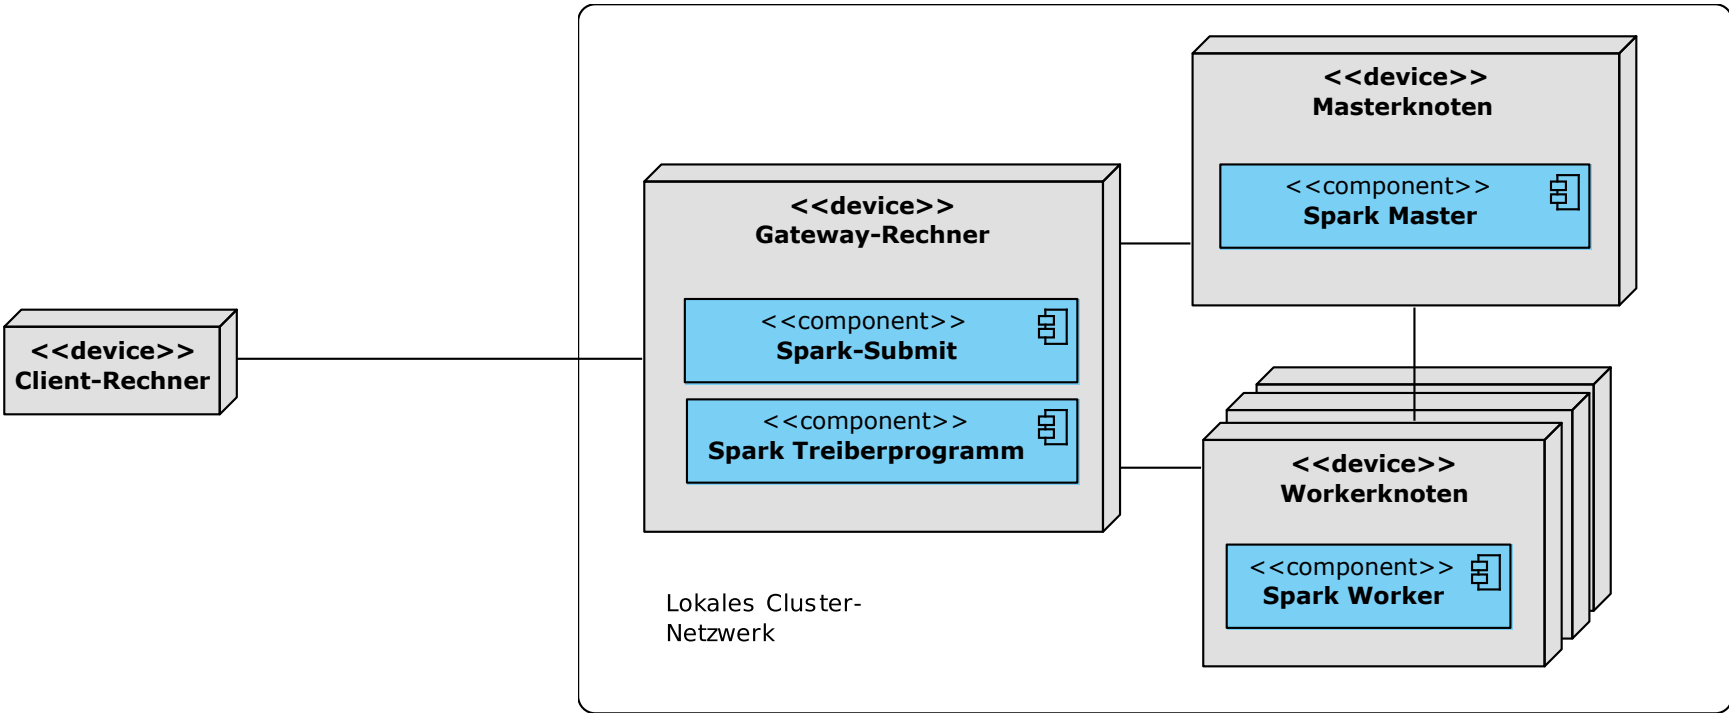 <<device>>
Client-Rechner
<<device>>
Gateway-Rechner
<<component>>
Spark-Submit
<<component>>
Spark Treiberprogramm
Lokales Cluster-
Netzwerk
<<device>>
Masterknoten
<<component>>
Spark Master
<<device>>
Workerknoten
<<component>>
Spark Worker